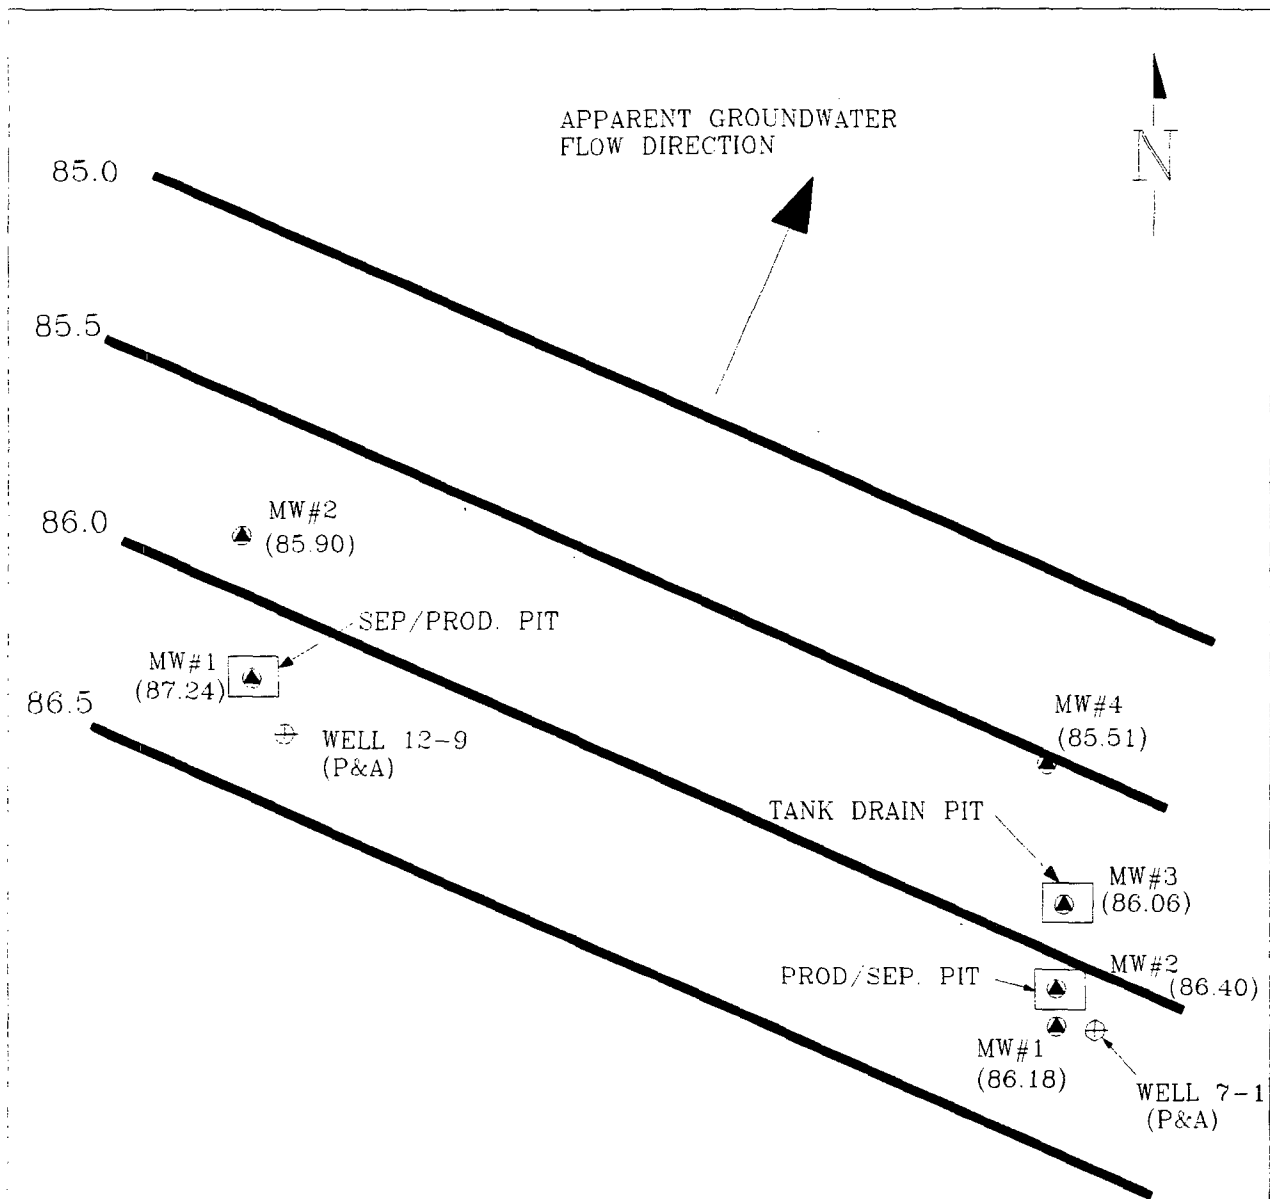 APPARENT GROUNDWATER
FLOW DIRECTION
N
85.0
85.5
86.0
MW#2
(85.90)
SEP/PROD. PIT
MW#1
(87.24)
86.5
WELL 12-9
(P&A)
MW#4
(85.51)
TANK DRAIN PIT
MW#3
(86.06)
PROD/SEP. PIT
MW#2
(86.40)
MW#1
(86.18)
WELL 7-1
(P&A)